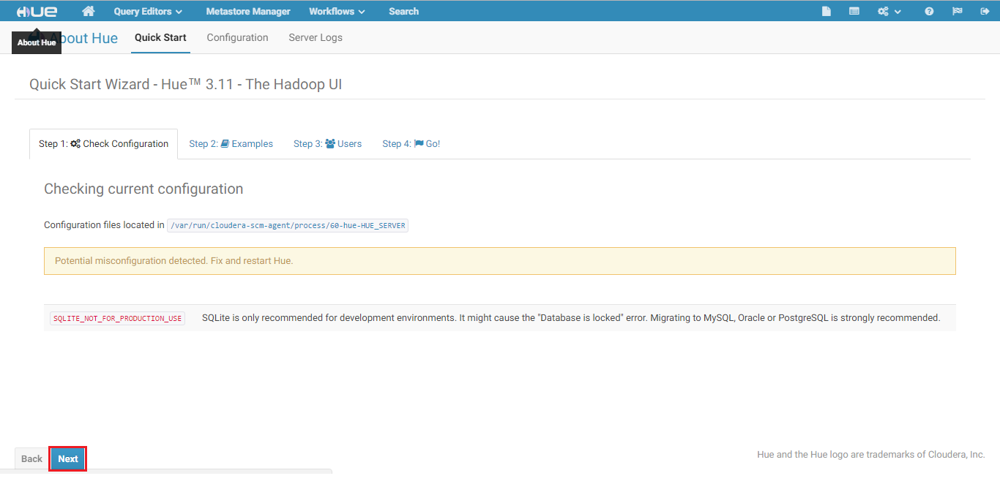 HUE Query Editors Metastore Manager Workflows Search
About Hue Quick Start Configuration Server Logs
About Hue
Quick Start Wizard - Hue™ 3.11 - The Hadoop UI
Step 1: Check Configuration Step 2: Examples Step 3: Users Step 4: Go!
Checking current configuration
Configuration files located in /var/run/cloudera-scm-agent/process/60-hue-HUE_SERVER
Potential misconfiguration detected. Fix and restart Hue.
SQLITE_NOT_FOR_PRODUCTION_USE SQLite is only recommended for development environments. It might cause the "Database is locked" error. Migrating to MySQL, Oracle or PostgreSQL is strongly recommended.
Back Next Hue and the Hue logo are trademarks of Cloudera, Inc.